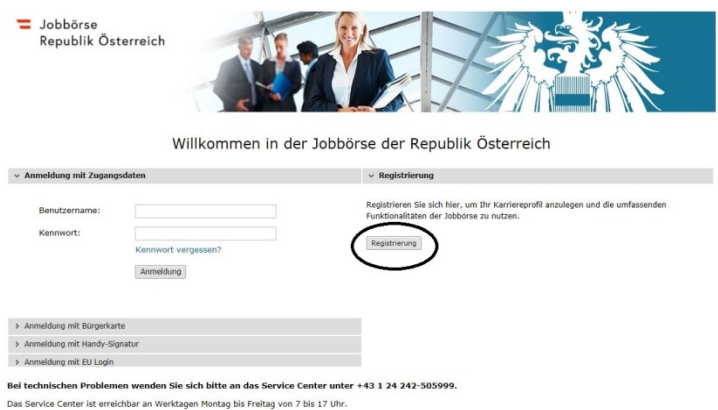 Jobbörse
Republik Österreich
Willkommen in der Jobbörse der Republik Österreich
Anmeldung mit Zugangsdaten
Benutzername:
Kennwort:
Kennwort vergessen?
Anmeldung
Registrierung
Registrieren Sie sich hier, um Ihr Karriereprofil anzulegen und die umfassenden
Funktionalitäten der Jobbörse zu nutzen.
Registrierung
Anmeldung mit Bürgerkarte
Anmeldung mit Handy-Signatur
Anmeldung mit EU Login
Bei technischen Problemen wenden Sie sich bitte an das Service Center unter +43 1 24 242-505999.
Das Service Center ist erreichbar an Werktagen Montag bis Freitag von 7 bis 17 Uhr.